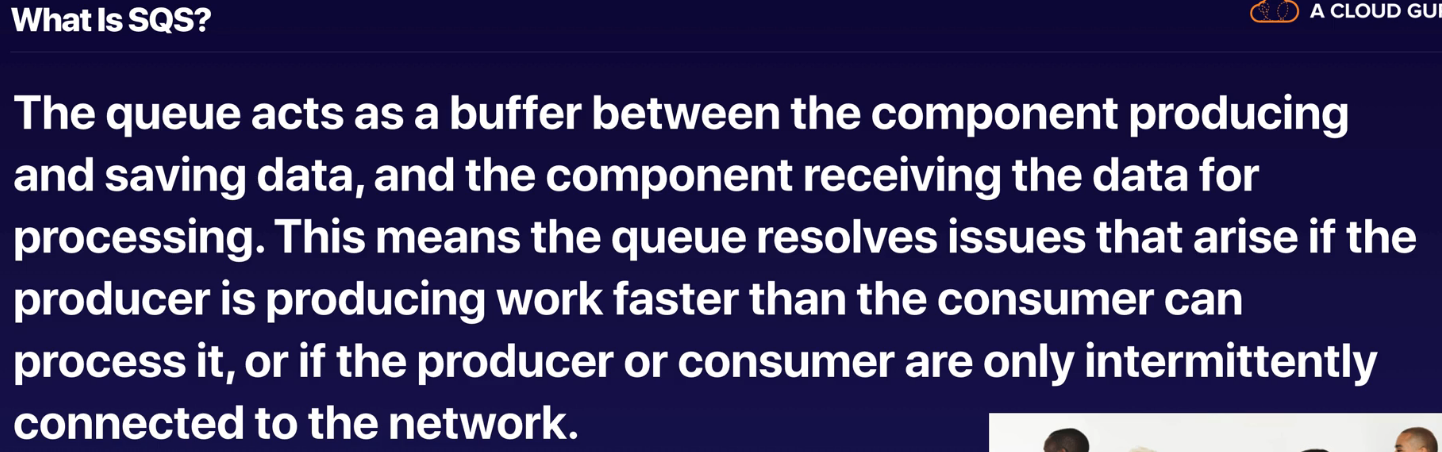 What Is SQS?
A CLOUD GU
The queue acts as a buffer between the component producing
and saving data, and the component receiving the data for
processing. This means the queue resolves issues that arise if the
producer is producing work faster than the consumer can
process it, or if the producer or consumer are only intermittently
connected to the network.